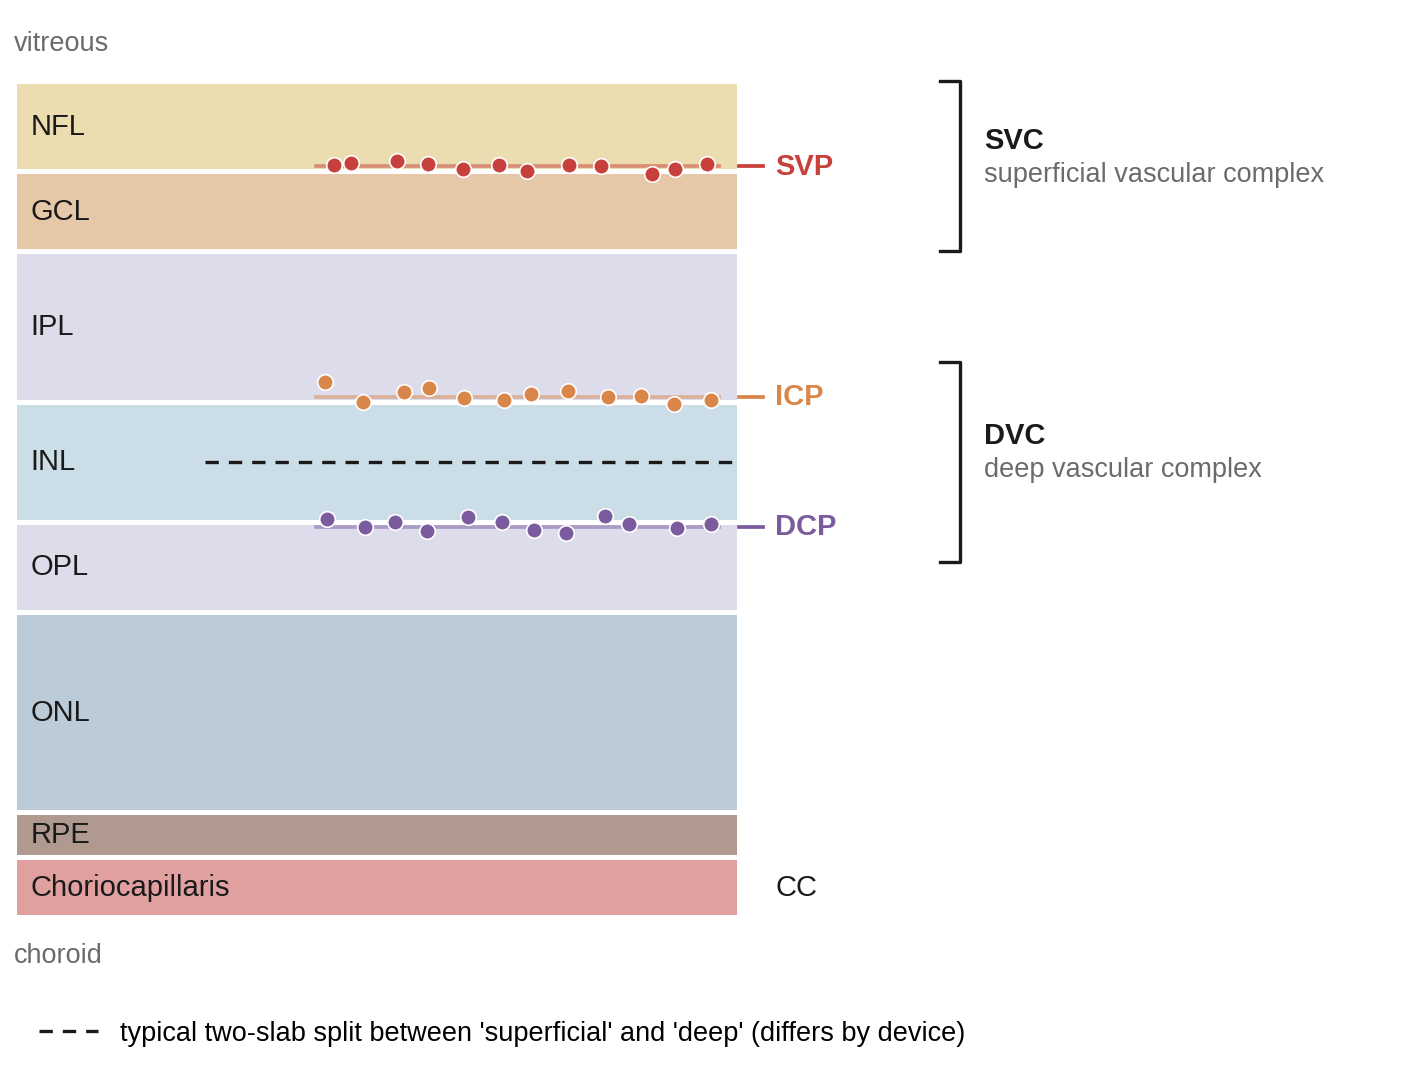 vitreous
NFL
SVC
SVP
superficial vascular complex
GCL
IPL
ICP
DVC
INL
deep vascular complex
DCP
OPL
ONL
RPE
Choriocapillaris
CC
choroid
typical two-slab split between 'superficial' and 'deep' (differs by device)